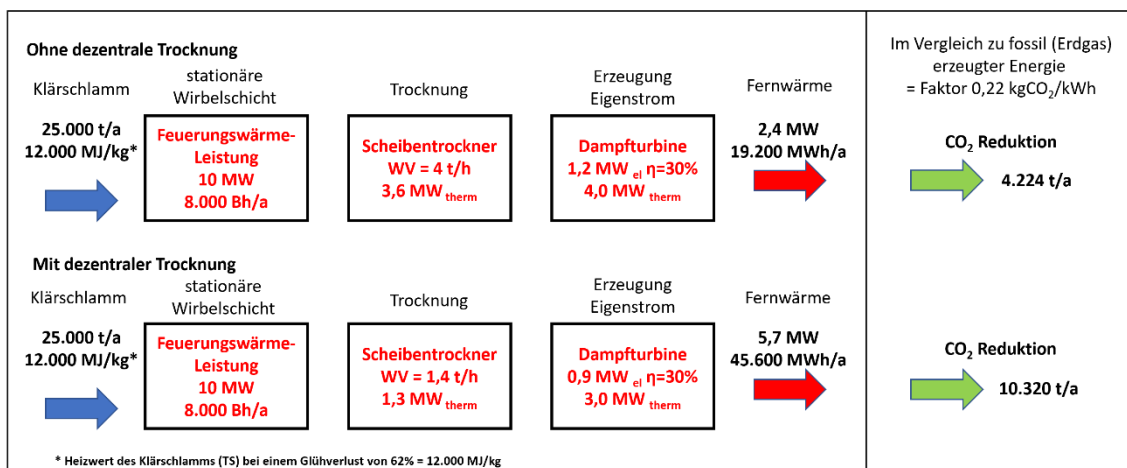 Ohne dezentrale Trocknung
Klärschlamm
25.000 t/a
12.000 MJ/kg*
stationäre
Wirbelschicht
Feuerungswärme-
Leistung
10 MW
8.000 Bh/a
Trocknung
Scheibentrockner
WV = 4 t/h
3,6 MW therm
Erzeugung
Eigenstrom
Dampfturbine
1,2 MW el η=30%
4,0 MW therm
Fernwärme
2,4 MW
19.200 MWh/a
Im Vergleich zu fossil (Erdgas)
erzeugter Energie
= Faktor 0,22 kgCO₂/kWh
CO₂ Reduktion
4.224 t/a
Mit dezentraler Trocknung
Klärschlamm
25.000 t/a
12.000 MJ/kg*
stationäre
Wirbelschicht
Feuerungswärme-
Leistung
10 MW
8.000 Bh/a
Trocknung
Scheibentrockner
WV = 1,4 t/h
1,3 MW therm
Erzeugung
Eigenstrom
Dampfturbine
0,9 MW el η=30%
3,0 MW therm
Fernwärme
5,7 MW
45.600 MWh/a
CO₂ Reduktion
10.320 t/a
* Heizwert des Klärschlamms (TS) bei einem Glühverlust von 62% = 12.000 MJ/kg